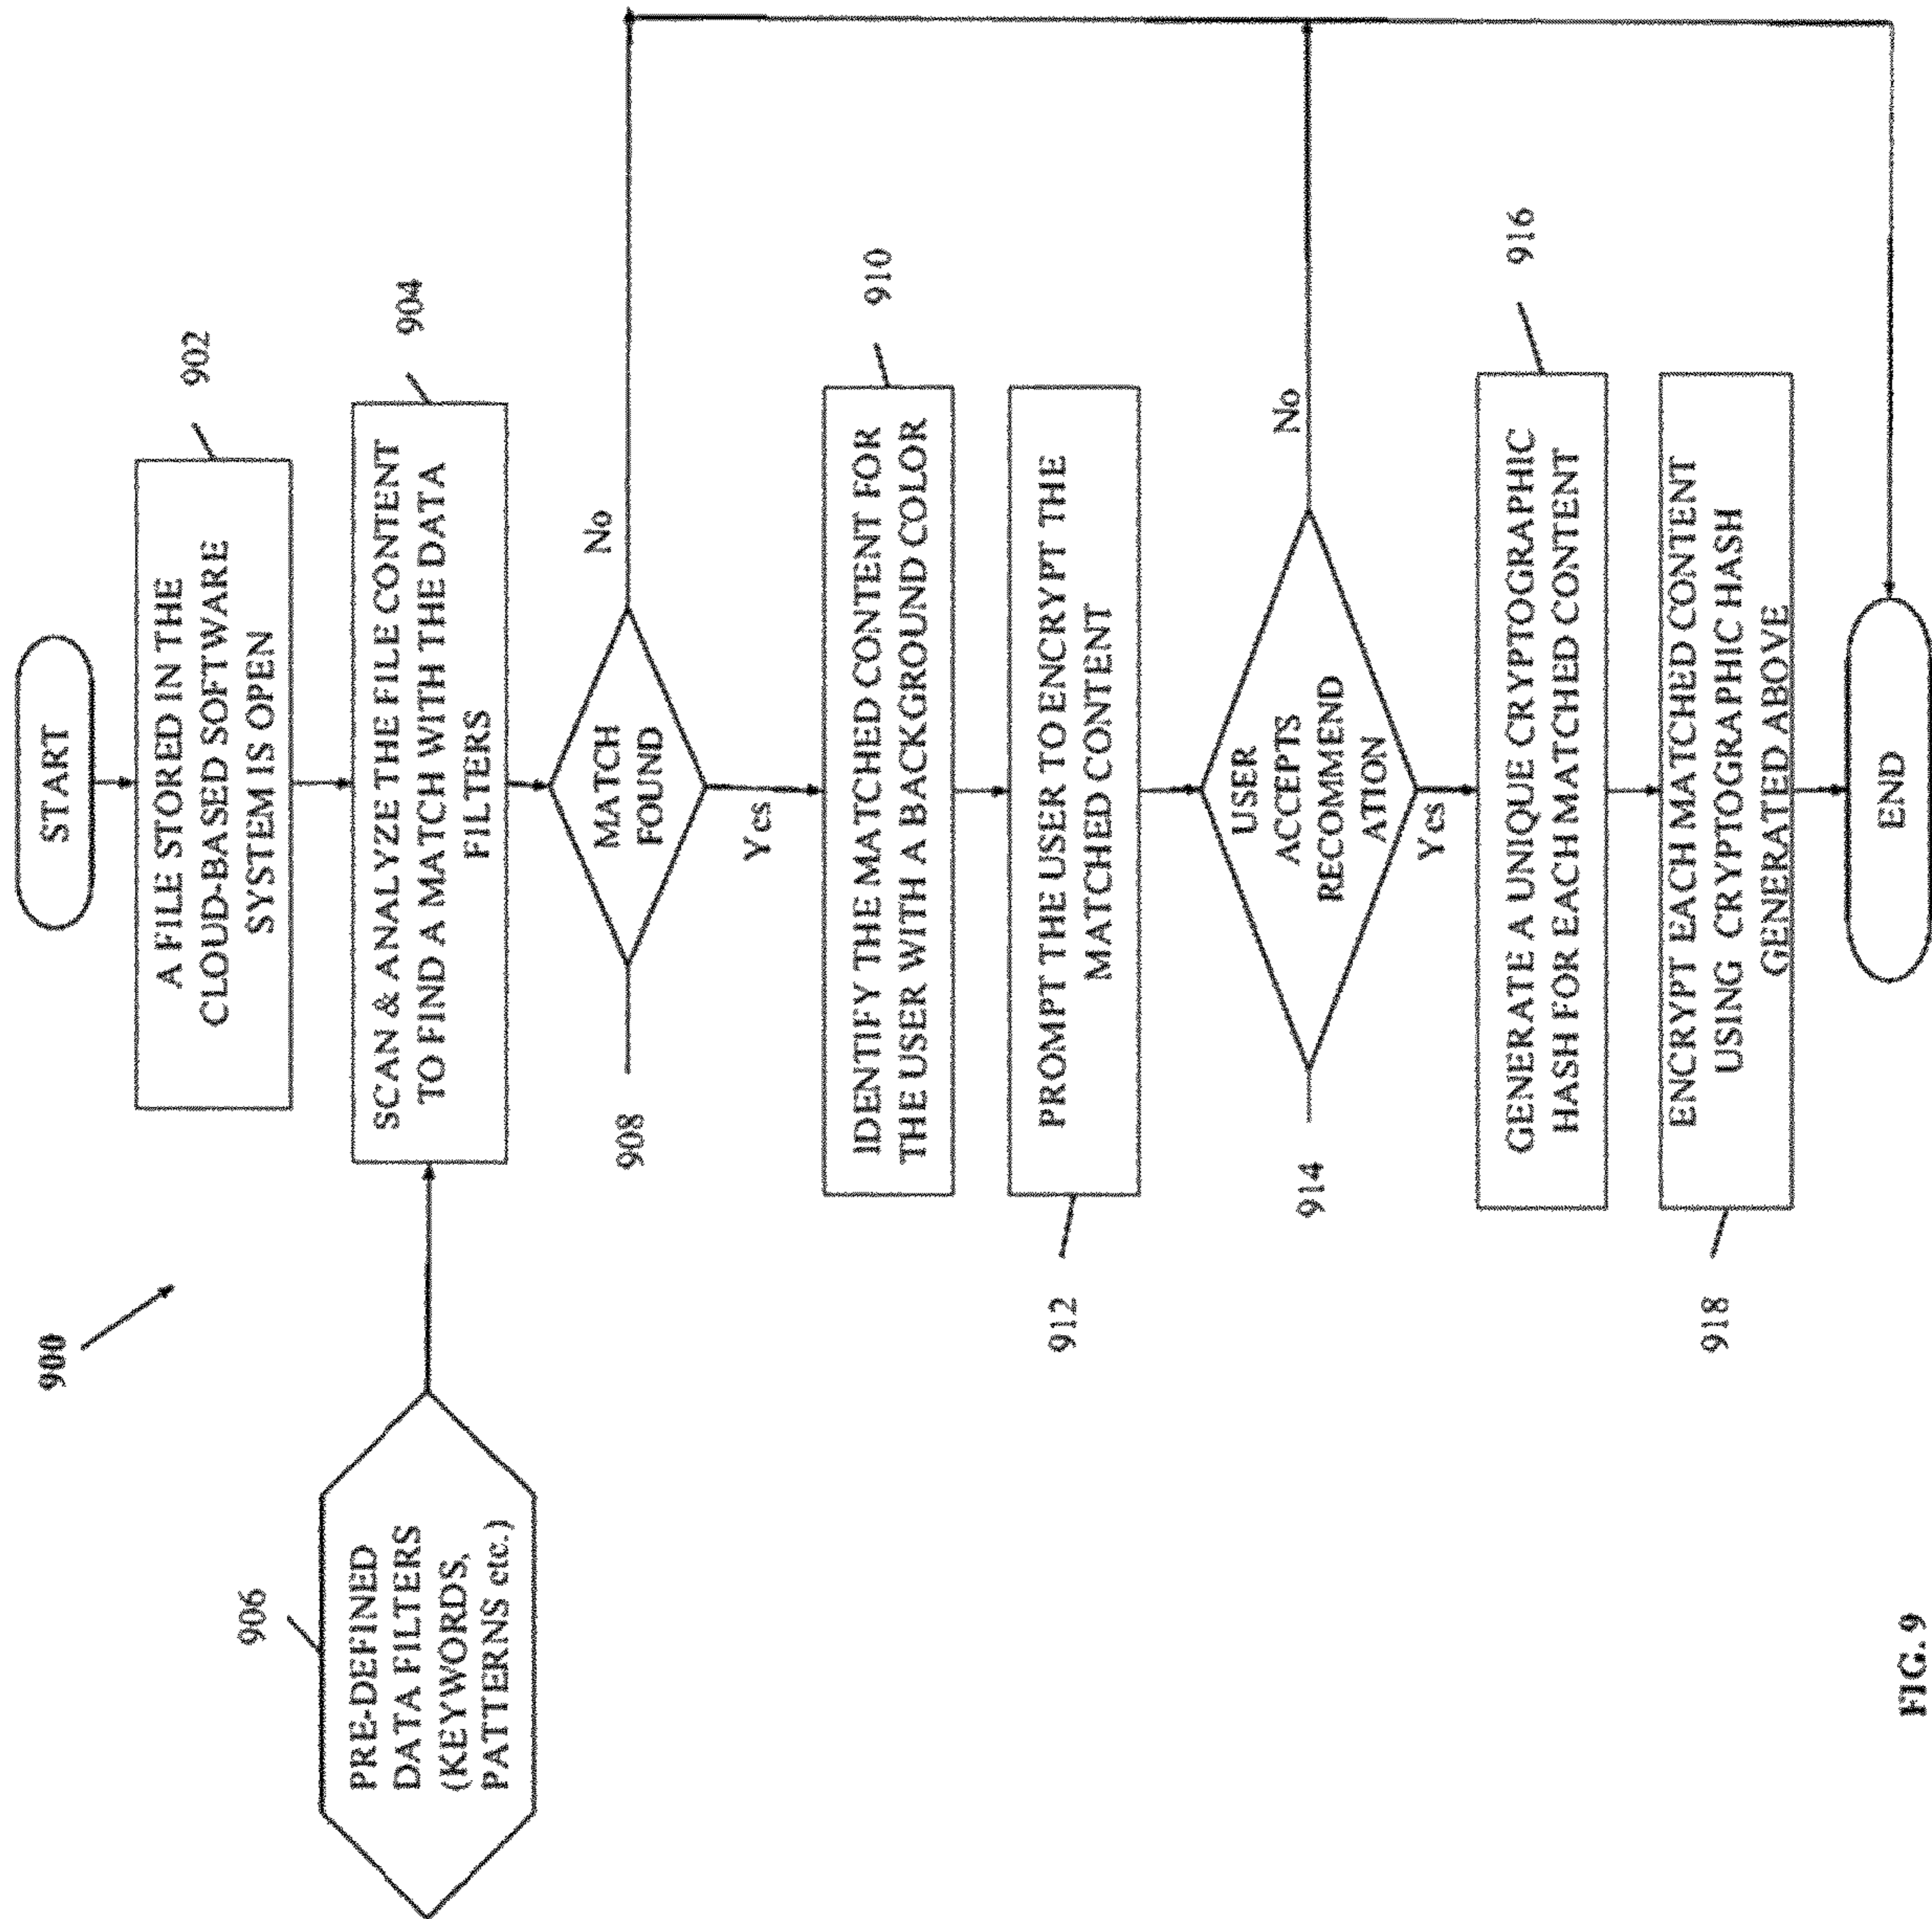 900
START
A FILE STORED IN THE
CLOUD-BASED SOFTWARE
SYSTEM IS OPEN
902
906
PRE-DEFINED
DATA FILTERS
(KEYWORDS,
PATTERNS etc.)
SCAN & ANALYZE THE FILE CONTENT
TO FIND A MATCH WITH THE DATA
FILTERS
904
908
MATCH
FOUND
No
Yes
IDENTIFY THE MATCHED CONTENT FOR
THE USER WITH A BACKGROUND COLOR
910
912
PROMPT THE USER TO ENCRYPT THE
MATCHED CONTENT
914
USER
ACCEPTS
RECOMMEND
ATION
No
Yes
GENERATE A UNIQUE CRYPTOGRAPHIC
HASH FOR EACH MATCHED CONTENT
916
918
ENCRYPT EACH MATCHED CONTENT
USING CRYPTOGRAPHIC HASH
GENERATED ABOVE
END
FIG. 9